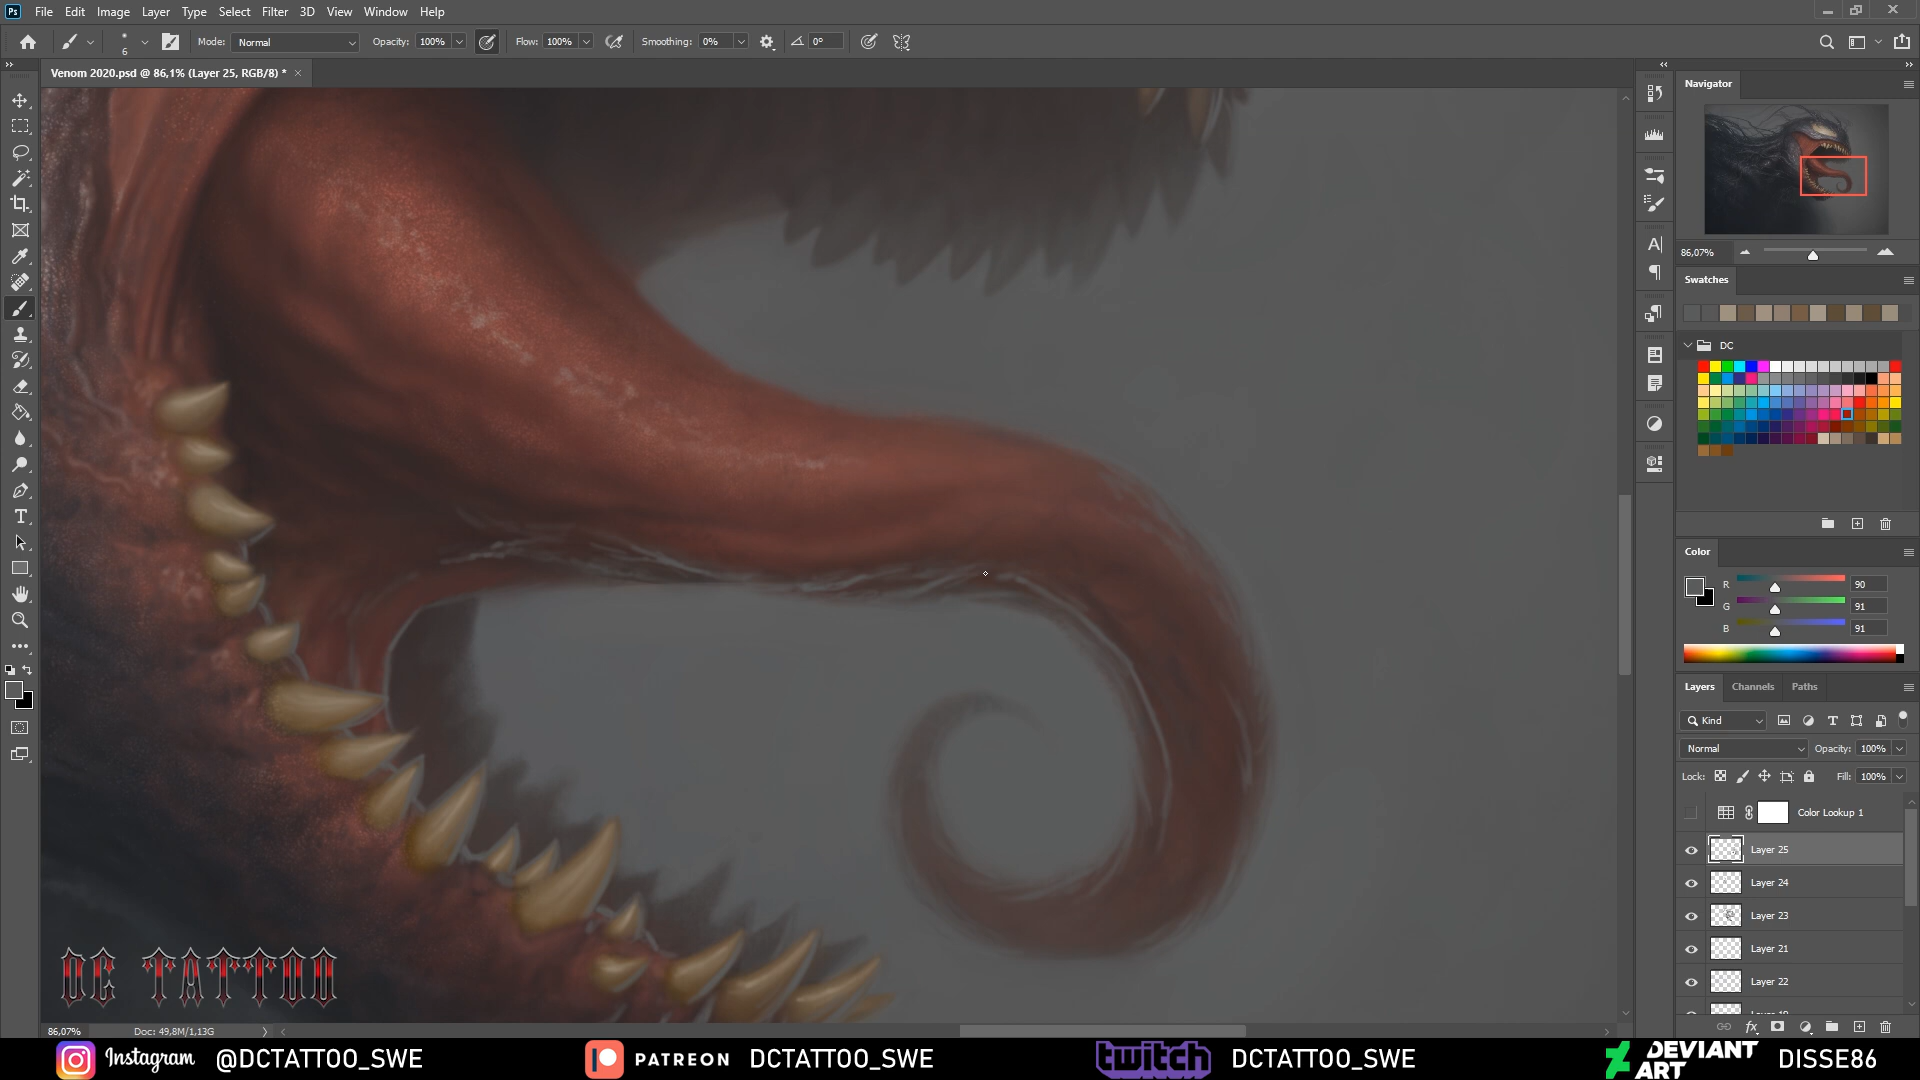 Ps File Edit Image Layer Type Select Filter 3D View Window Help
6 Mode: Normal Opacity: 100% Flow: 100% Smoothing: 0% 0°
Venom 2020.psd @ 86,1% (Layer 25, RGB/8) *
Navigator
86,07%
Swatches
DC
Color
R 90
G 91
B 91
Layers Channels Paths
Kind
Normal Opacity: 100%
Lock: Fill: 100%
Color Lookup 1
Layer 25
Layer 24
Layer 23
Layer 21
Layer 22
DC TATTOO
86,07% Doc: 49,8M/1,13G
Instagram @DCTATTOO_SWE PATREON DCTATTOO_SWE twitch DCTATTOO_SWE DEVIANT ART DISSE86